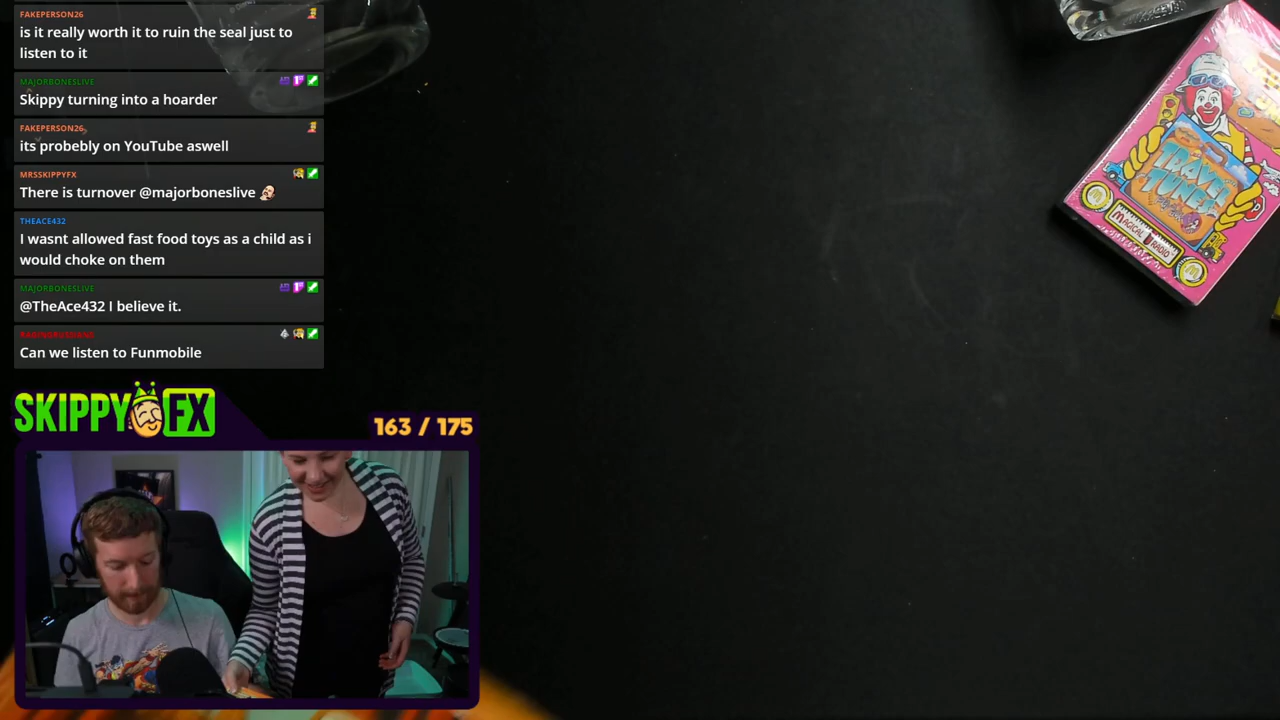 FAKEPERSON26
is it really worth it to ruin the seal just to
listen to it
MAJORBONESLIVE
Skippy turning into a hoarder
FAKEPERSON26
its probebly on YouTube aswell
MRSSKIPPYFX
There is turnover @majorboneslive
THEACE432
I wasnt allowed fast food toys as a child as i
would choke on them
MAJORBONESLIVE
@TheAce432 I believe it.
Can we listen to Funmobile
SKIPPY FX
163 / 175
TRAVEL
TUNES
MAGICAL RADIO